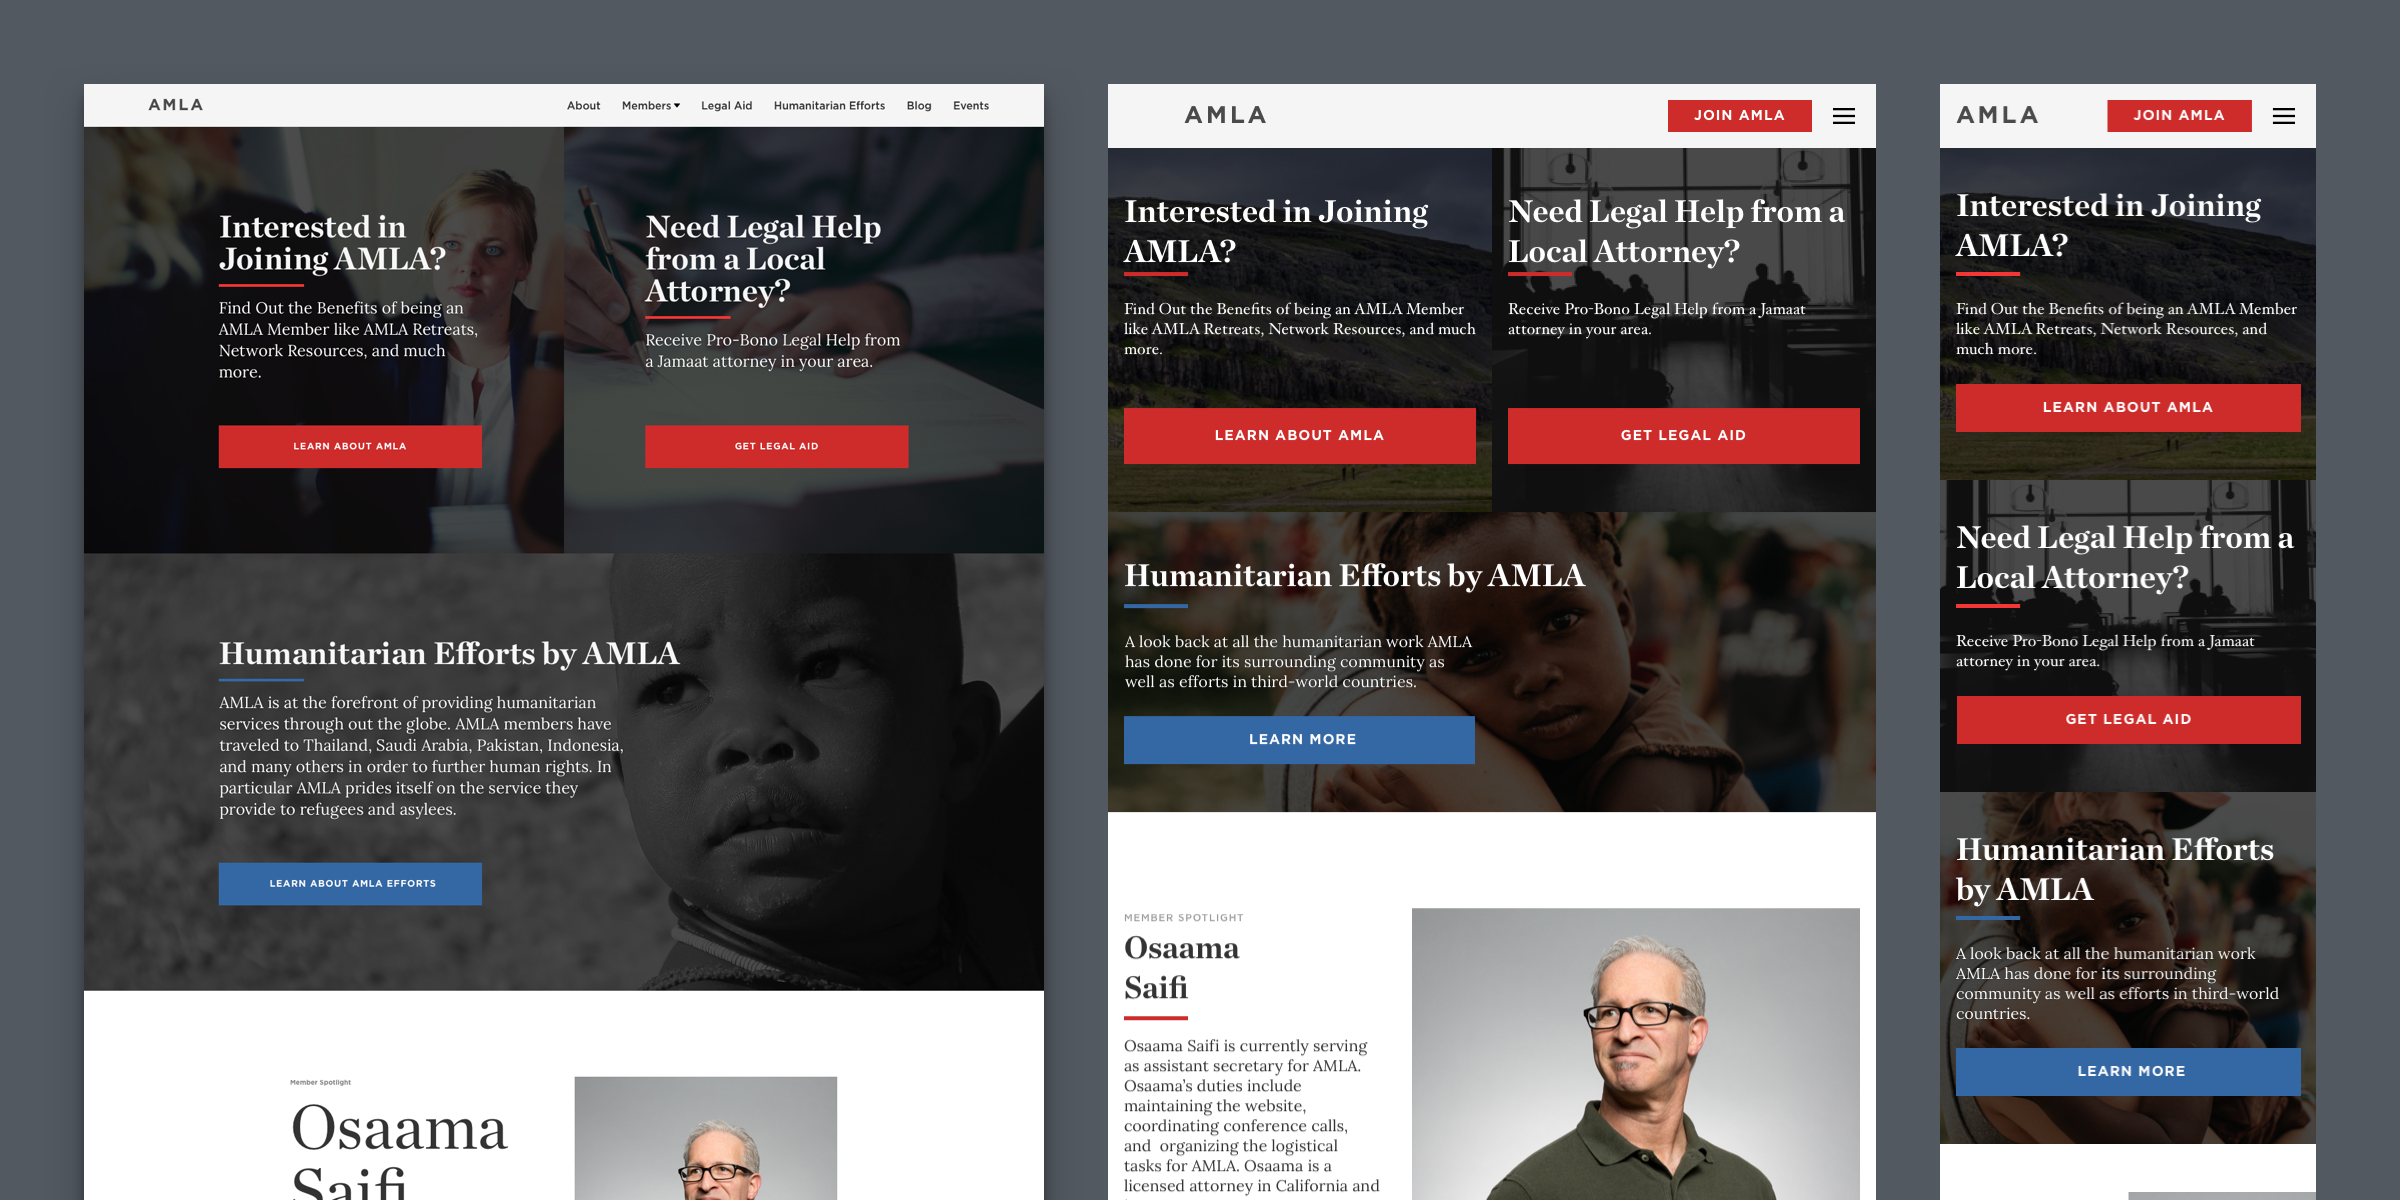 AMLA
About Members Legal Aid Humanitarian Efforts Blog Events
Interested in
Joining AMLA?
Find Out the Benefits of being an
AMLA Member like AMLA Retreats,
Network Resources, and much
more.
LEARN ABOUT AMLA
Need Legal Help
from a Local
Attorney?
Receive Pro-Bono Legal Help from
a Jamaat attorney in your area.
GET LEGAL AID
Humanitarian Efforts by AMLA
AMLA is at the forefront of providing humanitarian
services through out the globe. AMLA members have
traveled to Thailand, Saudi Arabia, Pakistan, Indonesia,
and many others in order to further human rights. In
particular AMLA prides itself on the service they
provide to refugees and asylees.
LEARN ABOUT AMLA EFFORTS
Member Spotlight
Osaama
Saifi
AMLA
JOIN AMLA
Interested in Joining
AMLA?
Find Out the Benefits of being an AMLA Member
like AMLA Retreats, Network Resources, and much
more.
LEARN ABOUT AMLA
Need Legal Help from a
Local Attorney?
Receive Pro-Bono Legal Help from a Jamaat
attorney in your area.
GET LEGAL AID
Humanitarian Efforts by AMLA
A look back at all the humanitarian work AMLA
has done for its surrounding community as
well as efforts in third-world countries.
LEARN MORE
MEMBER SPOTLIGHT
Osaama
Saifi
Osaama Saifi is currently serving
as assistant secretary for AMLA.
Osaama's duties include
maintaining the website,
coordinating conference calls,
and organizing the logistical
tasks for AMLA. Osaama is a
licensed attorney in California and
AMLA
JOIN AMLA
Interested in Joining
AMLA?
Find Out the Benefits of being an AMLA Member
like AMLA Retreats, Network Resources, and
much more.
LEARN ABOUT AMLA
Need Legal Help from a
Local Attorney?
Receive Pro-Bono Legal Help from a Jamaat
attorney in your area.
GET LEGAL AID
Humanitarian Efforts
by AMLA
A look back at all the humanitarian work
AMLA has done for its surrounding
community as well as efforts in third-world
countries.
LEARN MORE